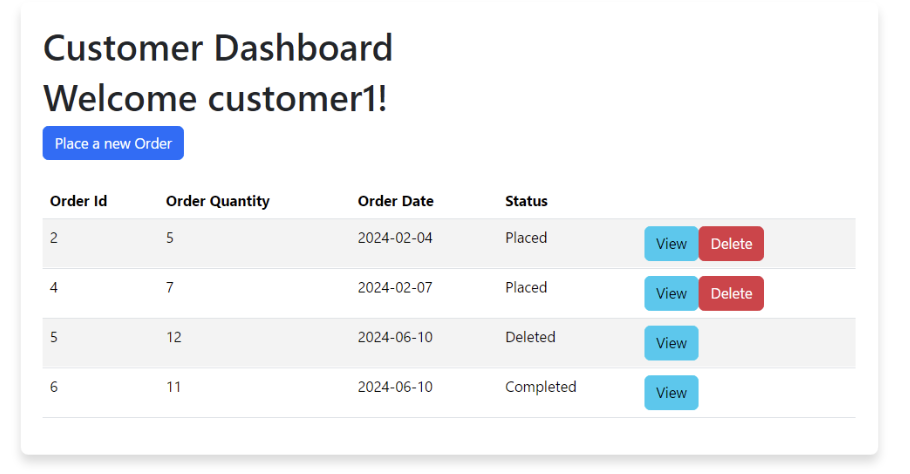 Customer Dashboard
Welcome customer1!
Place a new Order
Order Id Order Quantity Order Date Status
2 5 2024-02-04 Placed View Delete
4 7 2024-02-07 Placed View Delete
5 12 2024-06-10 Deleted View
6 11 2024-06-10 Completed View